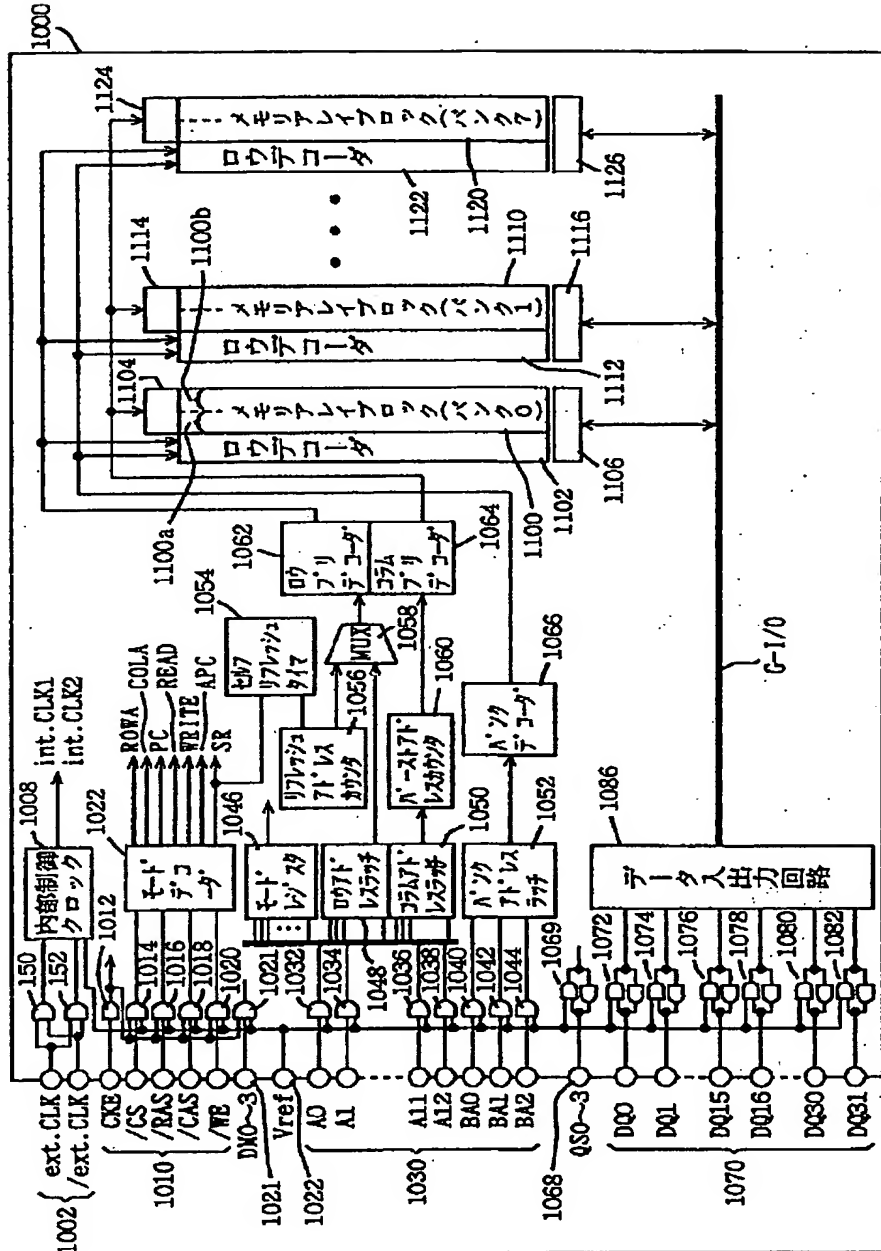 1000
1002
ext.CLK
/ext.CLK
150
152
1008
内部制御
クロック
int.CLK1
int.CLK2
1010
CKE
/CS
/RAS
/CAS
/WE
1012
1014
1016
1018
1020
1022
モード
デコーダ
ROWA
COLA
PC
READ
WRITE
APC
SR
DM0~3
1021
1021
Vref
1022
1030
A0
A1
A11
A12
BA0
BA1
BA2
1032
1034
1036
1038
1040
1042
1044
1046
モード
レジスタ
1048
ロウアド
レスラッチ
1050
コラムアド
レスラッチ
1052
バンク
アドレス
ラッチ
1054
セルフ
リフレッシュ
タイマ
1056
リフレッシュ
アドレス
カウンタ
MUX
1058
1060
バーストアド
レスカウンタ
1062
ロウ
プリ
デコーダ
1064
コラム
プリ
デコーダ
1066
バンク
デコーダ
1068
QS0~3
1069
1070
DQ0
DQ1
DQ15
DQ16
DQ30
DQ31
1072
1074
1076
1078
1080
1082
1086
データ入出力回路
G-I/O
1100
1100a
1100b
1102
1104
1106
ロウデコーダ
メモリアレイブロック(バンク0)
1110
1112
1114
1116
ロウデコーダ
メモリアレイブロック(バンク1)
1120
1122
1124
1126
ロウデコーダ
メモリアレイブロック(バンク7)